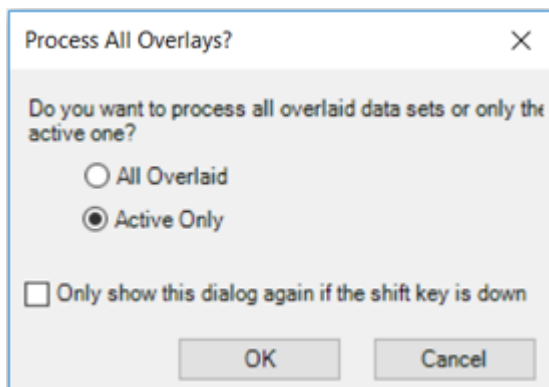 Process All Overlays?
Do you want to process all overlaid data sets or only the
active one?
All Overlaid
Active Only
Only show this dialog again if the shift key is down
OK Cancel